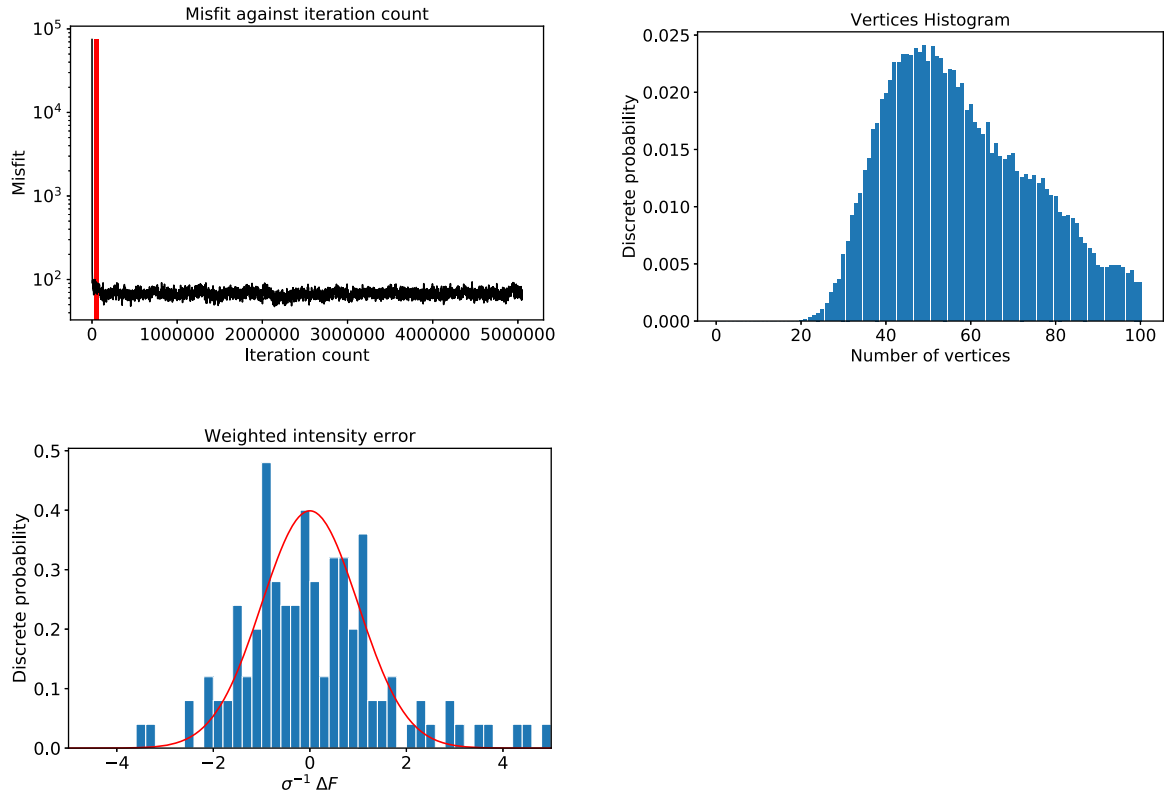 Misfit against iteration count
10^5
10^4
10^3
10^2
Misfit
0 1000000 2000000 3000000 4000000 5000000
Iteration count
Vertices Histogram
0.025
0.020
0.015
0.010
0.005
0.000
Discrete probability
0 20 40 60 80 100
Number of vertices
Weighted intensity error
0.5
0.4
0.3
0.2
0.1
0.0
Discrete probability
−4 −2 0 2 4
σ⁻¹ ΔF